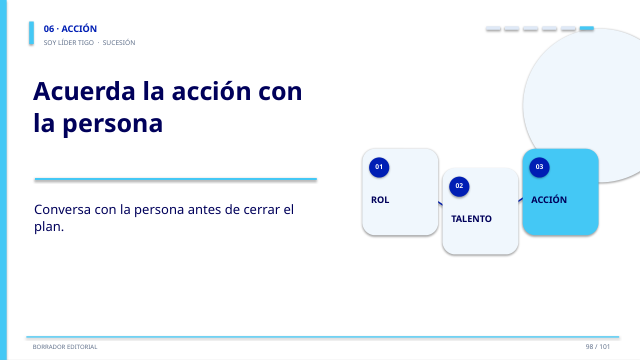 06 · ACCIÓN
SOY LÍDER TIGO · SUCESIÓN
Acuerda la acción con
la persona
Conversa con la persona antes de cerrar el
plan.
01
ROL
02
TALENTO
03
ACCIÓN
BORRADOR EDITORIAL
98 / 101